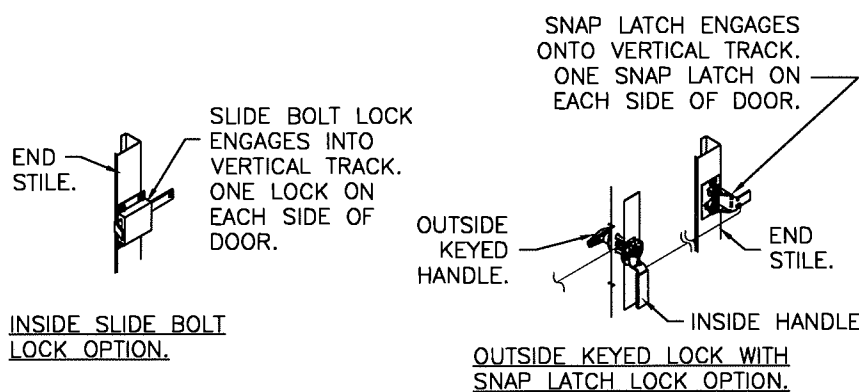 END
STILE.
SLIDE BOLT LOCK
ENGAGES INTO
VERTICAL TRACK.
ONE LOCK ON
EACH SIDE OF
DOOR.
INSIDE SLIDE BOLT
LOCK OPTION.
SNAP LATCH ENGAGES
ONTO VERTICAL TRACK.
ONE SNAP LATCH ON
EACH SIDE OF DOOR.
OUTSIDE
KEYED
HANDLE.
END
STILE.
INSIDE HANDLE
OUTSIDE KEYED LOCK WITH
SNAP LATCH LOCK OPTION.